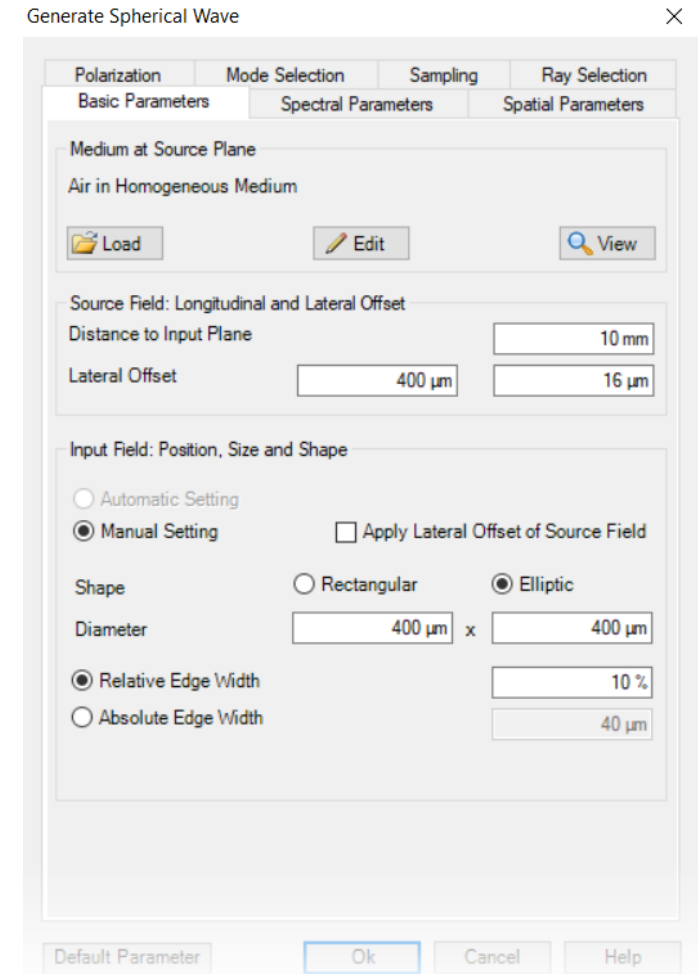 Generate Spherical Wave
Polarization Mode Selection Sampling Ray Selection
Basic Parameters Spectral Parameters Spatial Parameters
Medium at Source Plane
Air in Homogeneous Medium
Load Edit View
Source Field: Longitudinal and Lateral Offset
Distance to Input Plane 10 mm
Lateral Offset 400 µm 16 µm
Input Field: Position, Size and Shape
Automatic Setting
Manual Setting Apply Lateral Offset of Source Field
Shape Rectangular Elliptic
Diameter 400 µm x 400 µm
Relative Edge Width 10 %
Absolute Edge Width 40 µm
Default Parameter Ok Cancel Help